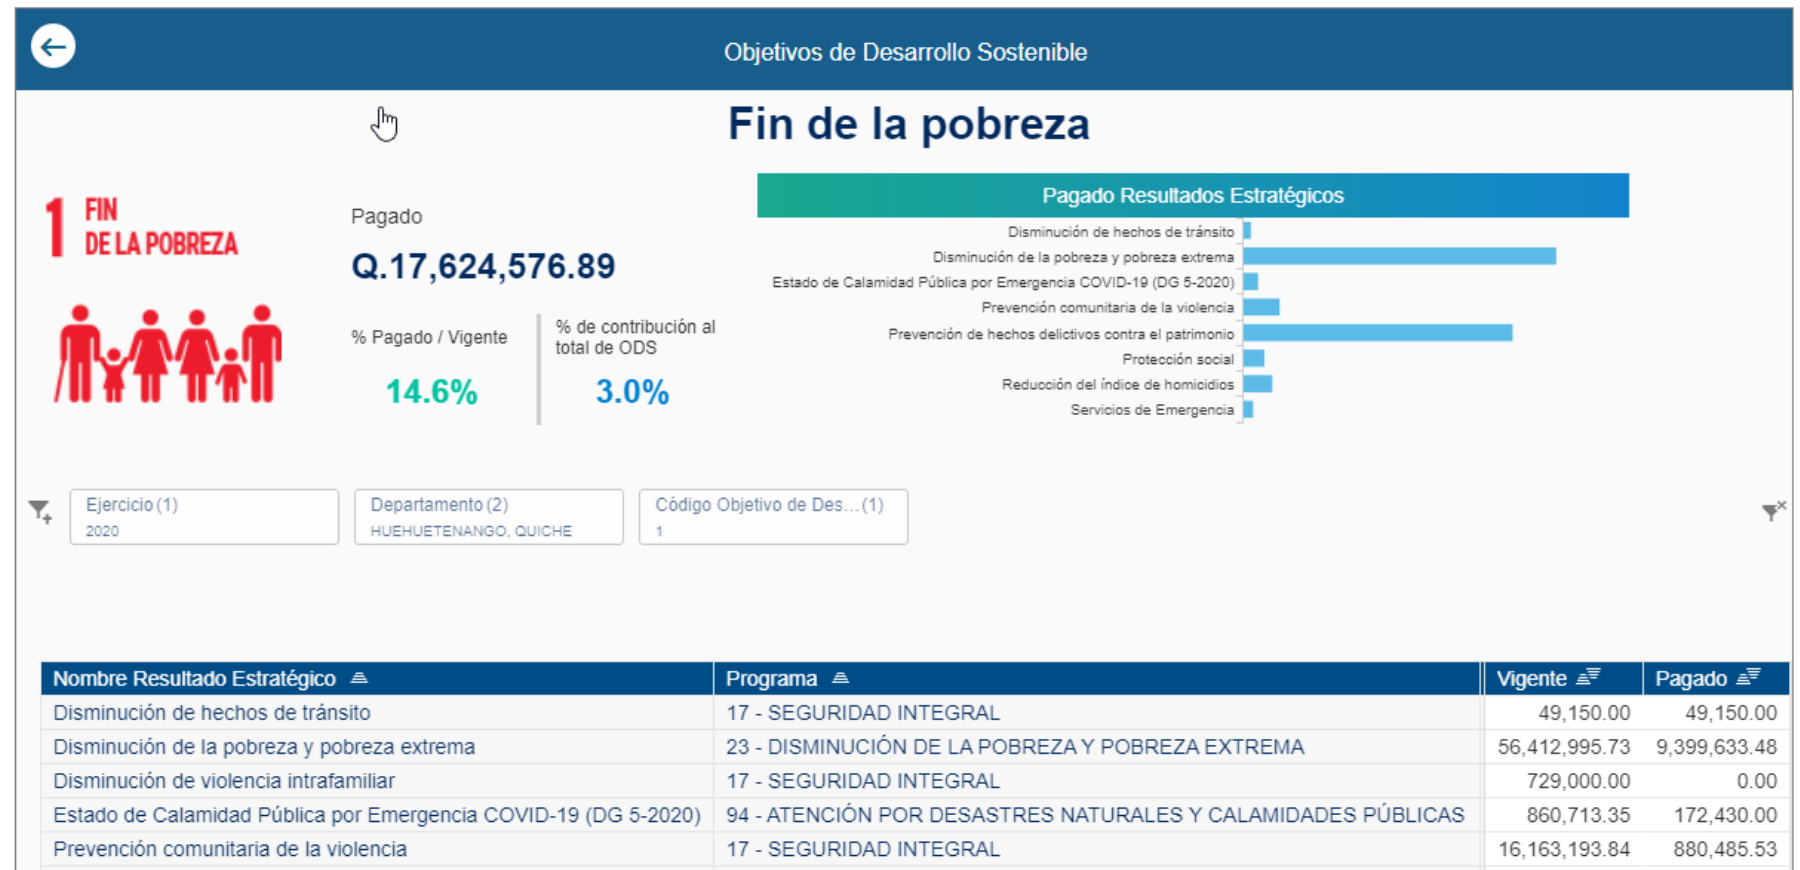 Objetivos de Desarrollo Sostenible
Fin de la pobreza
1 FIN
DE LA POBREZA
Pagado
Q.17,624,576.89
% Pagado / Vigente
14.6%
% de contribución al
total de ODS
3.0%
Pagado Resultados Estratégicos
Disminución de hechos de tránsito
Disminución de la pobreza y pobreza extrema
Estado de Calamidad Pública por Emergencia COVID-19 (DG 5-2020)
Prevención comunitaria de la violencia
Prevención de hechos delictivos contra el patrimonio
Protección social
Reducción del índice de homicidios
Servicios de Emergencia
Ejercicio (1)
2020
Departamento (2)
HUEHUETENANGO, QUICHE
Código Objetivo de Des... (1)
1
Nombre Resultado Estratégico Programa Vigente Pagado
Disminución de hechos de tránsito 17 - SEGURIDAD INTEGRAL 49,150.00 49,150.00
Disminución de la pobreza y pobreza extrema 23 - DISMINUCIÓN DE LA POBREZA Y POBREZA EXTREMA 56,412,995.73 9,399,633.48
Disminución de violencia intrafamiliar 17 - SEGURIDAD INTEGRAL 729,000.00 0.00
Estado de Calamidad Pública por Emergencia COVID-19 (DG 5-2020) 94 - ATENCIÓN POR DESASTRES NATURALES Y CALAMIDADES PÚBLICAS 860,713.35 172,430.00
Prevención comunitaria de la violencia 17 - SEGURIDAD INTEGRAL 16,163,193.84 880,485.53